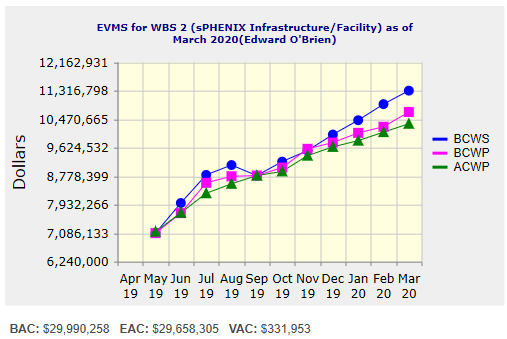 EVMS for WBS 2 (sPHENIX Infrastructure/Facility) as of
March 2020(Edward O'Brien)
Dollars
12,162,931
11,316,798
10,470,665
9,624,532
8,778,399
7,932,266
7,086,133
6,240,000
Apr May Jun Jul Aug Sep Oct Nov Dec Jan Feb Mar
19 19 19 19 19 19 19 19 19 20 20 20
BCWS
BCWP
ACWP
BAC: $29,990,258 EAC: $29,658,305 VAC: $331,953